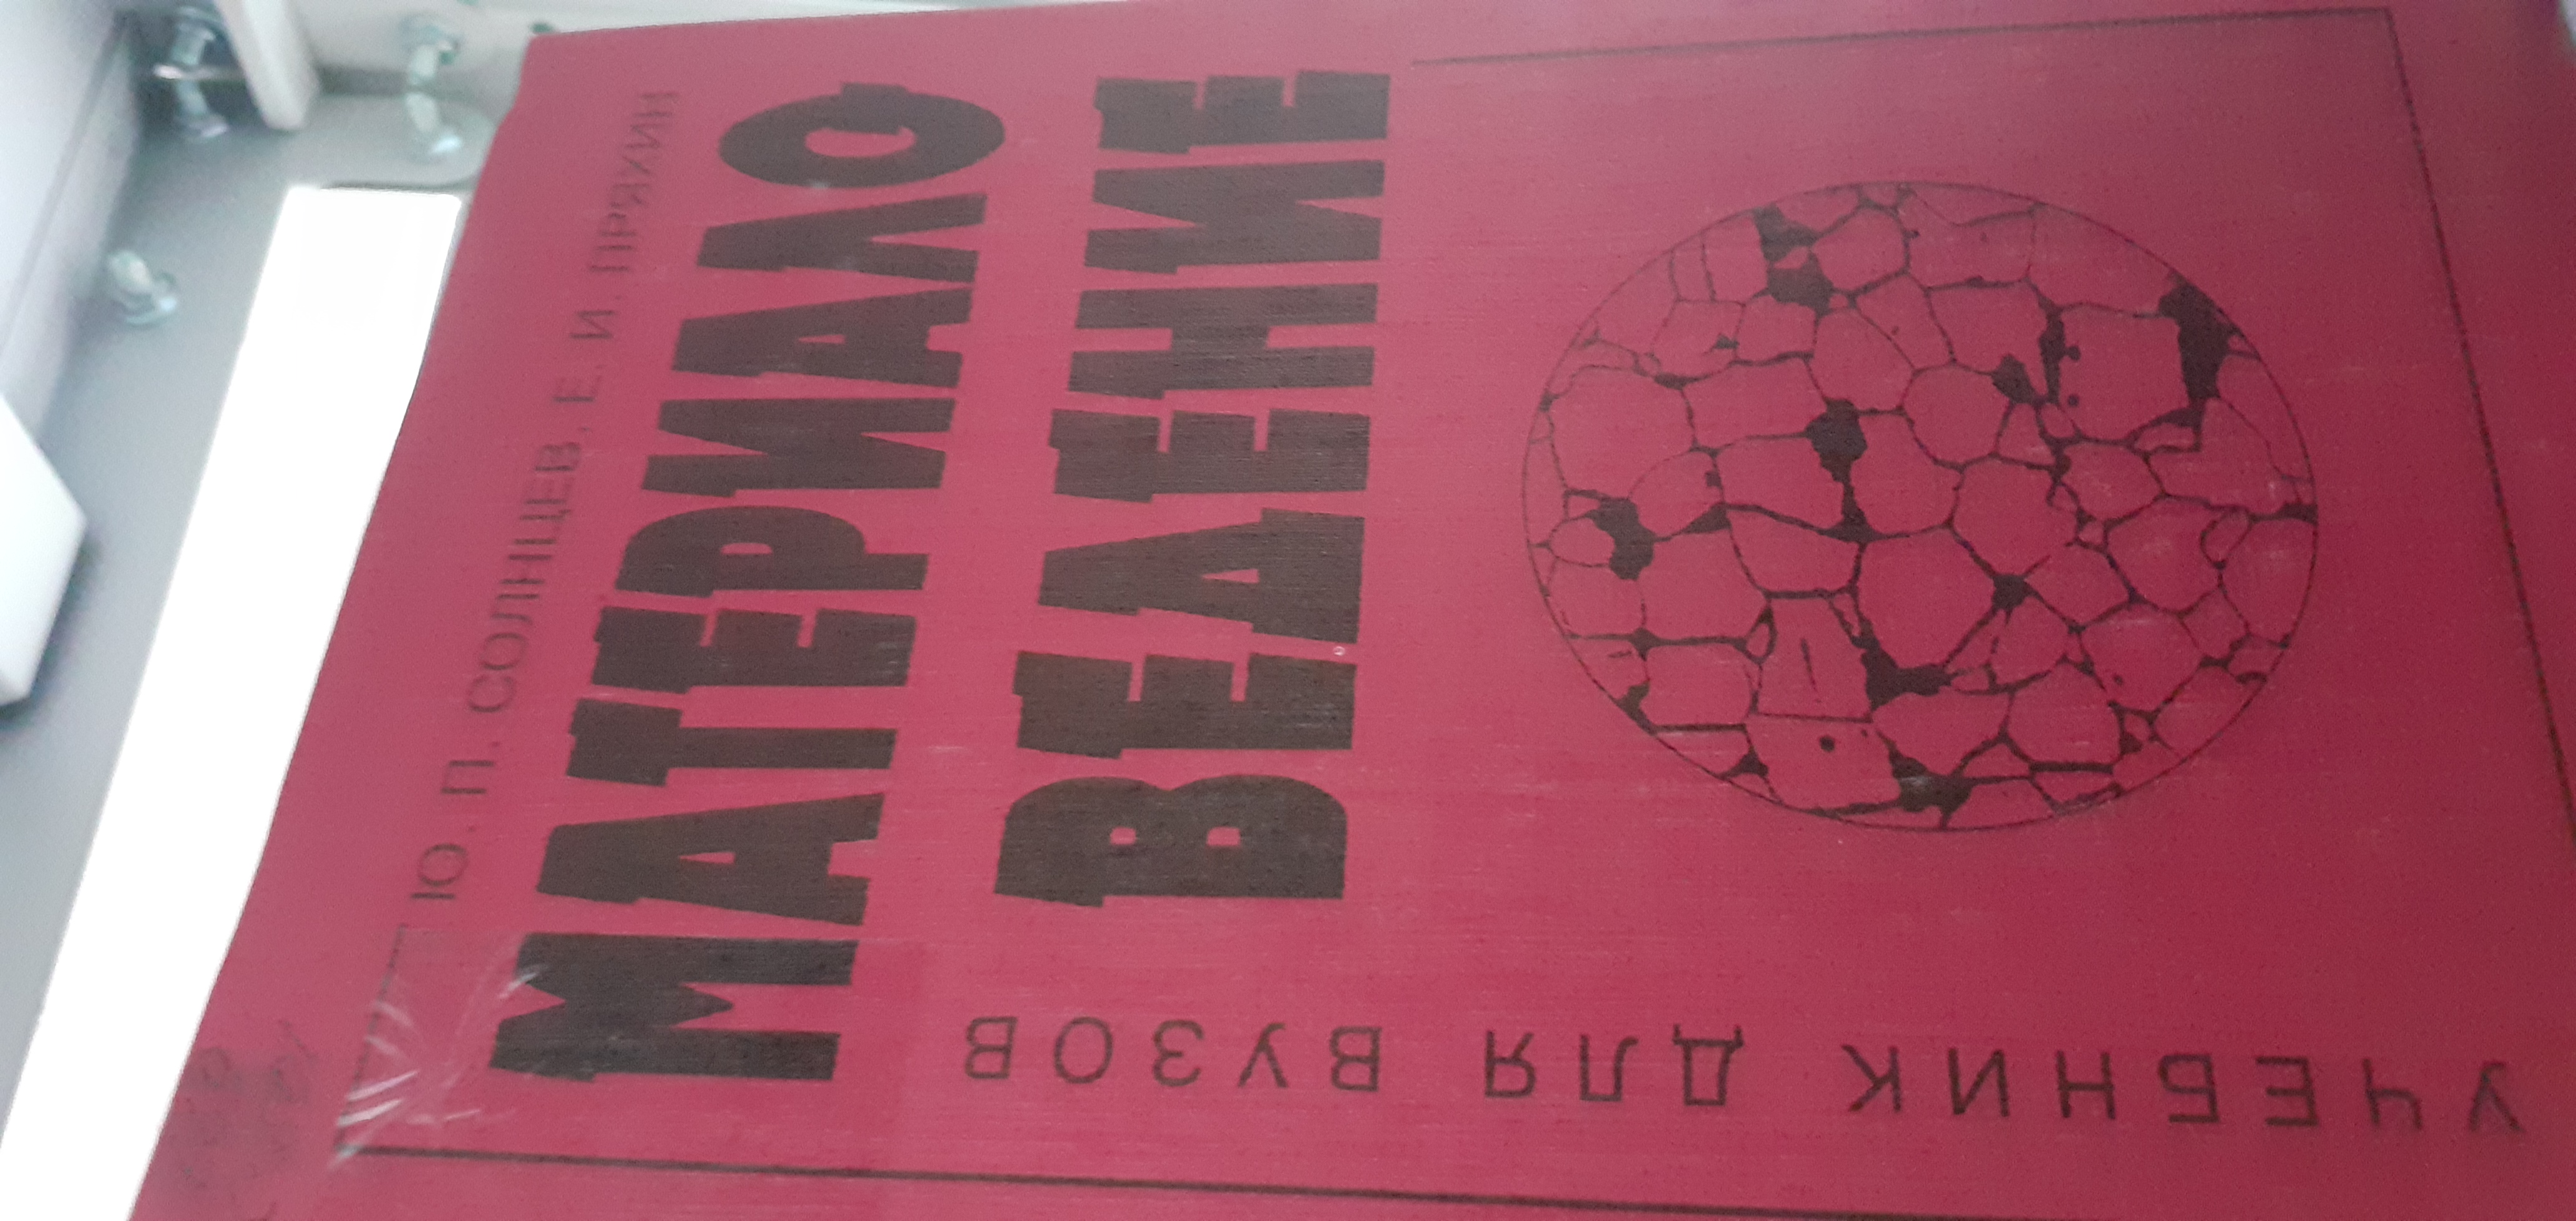 Ю. П. СОЛНЦЕВ, Е. И. ПРЯХИН
МАТЕРИАЛО
ВЕДЕНИЕ
УЧЕБНИК ДЛЯ ВУЗОВ